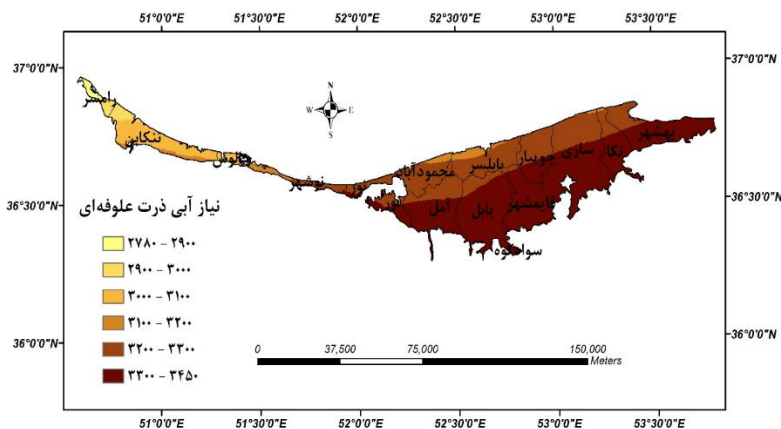 51°0'0"E 51°30'0"E 52°0'0"E 52°30'0"E 53°0'0"E 53°30'0"E
37°0'0"N
37°0'0"N
36°30'0"N
36°30'0"N
36°0'0"N
36°0'0"N
N
W E
S
رامسر
تنکابن
چالوس
نوشهر
نور
نور
محمودآباد
آمل
بابلسر
بابل
جویبار
قایمشهر
ساری
نکا
بهشهر
سوادکوه
نیاز آبی ذرت علوفه‌ای
۲۷۸۰ - ۲۹۰۰
۲۹۰۰ - ۳۰۰۰
۳۰۰۰ - ۳۱۰۰
۳۱۰۰ - ۳۲۰۰
۳۲۰۰ - ۳۳۰۰
۳۳۰۰ - ۳۴۵۰
0 37,500 75,000 150,000
Meters
51°0'0"E 51°30'0"E 52°0'0"E 52°30'0"E 53°0'0"E 53°30'0"E